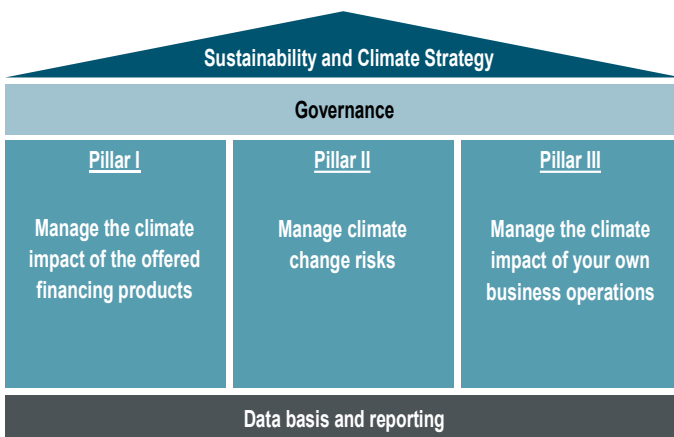 Sustainability and Climate Strategy
Governance
Pillar I
Manage the climate
impact of the offered
financing products
Pillar II
Manage climate
change risks
Pillar III
Manage the climate
impact of your own
business operations
Data basis and reporting